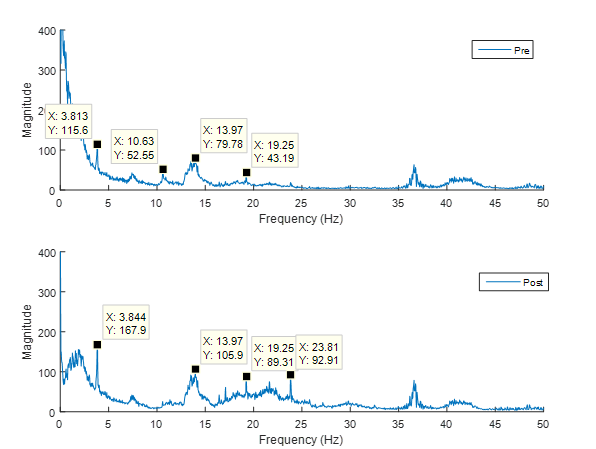 400
Pre
300
Magnitude
200
X: 3.813
Y: 115.6
X: 10.63
Y: 52.55
X: 13.97
Y: 79.78
X: 19.25
Y: 43.19
100
0
0 5 10 15 20 25 30 35 40 45 50
Frequency (Hz)
400
Post
300
Magnitude
200
X: 3.844
Y: 167.9
X: 13.97
Y: 105.9
X: 19.25
Y: 89.31
X: 23.81
Y: 92.91
100
0
0 5 10 15 20 25 30 35 40 45 50
Frequency (Hz)